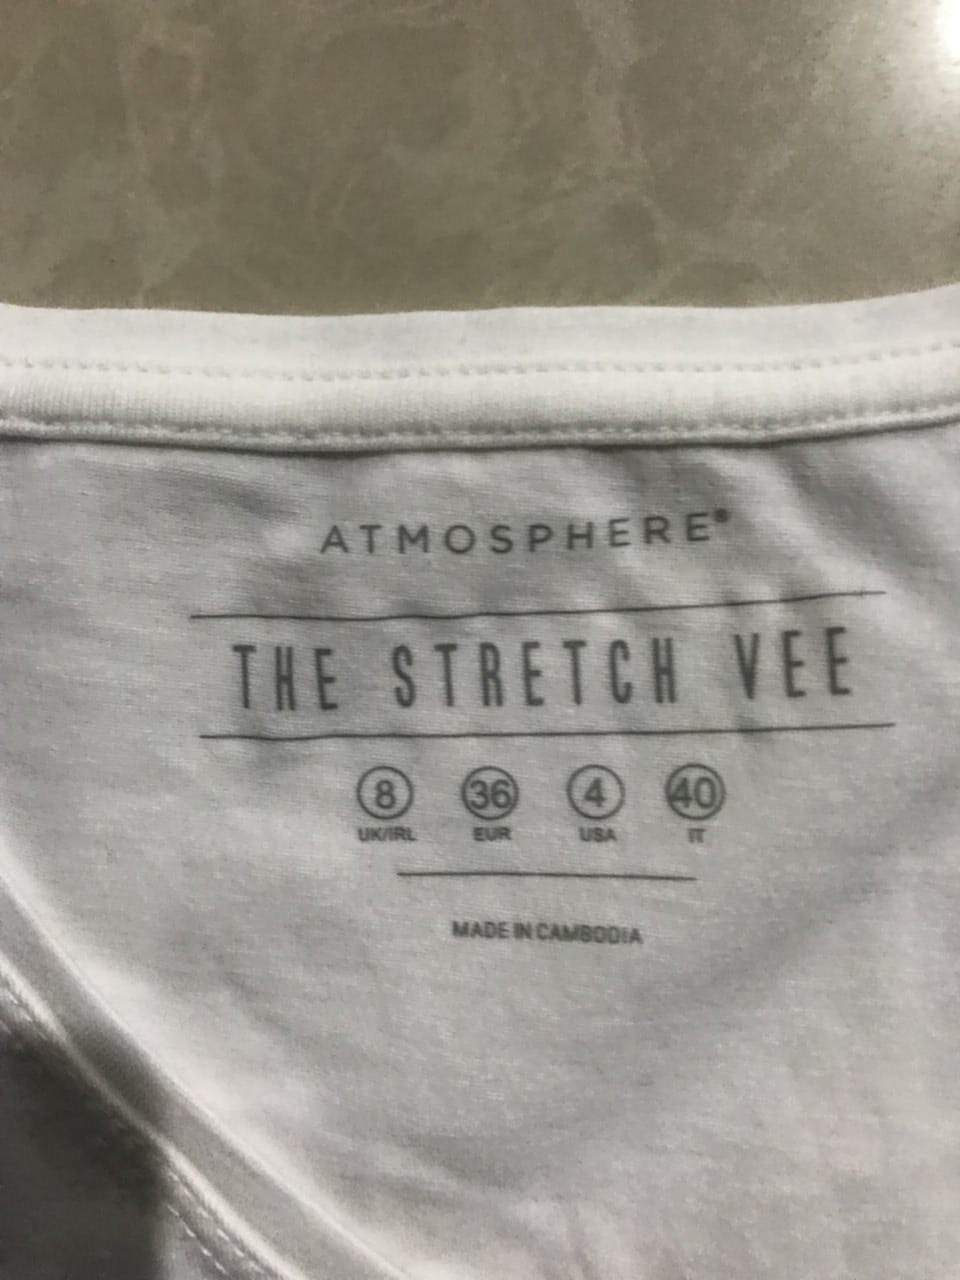 ATMOSPHERE®
THE STRETCH VEE
8 36 4 40
UK/IRL EUR USA IT
MADE IN CAMBODIA